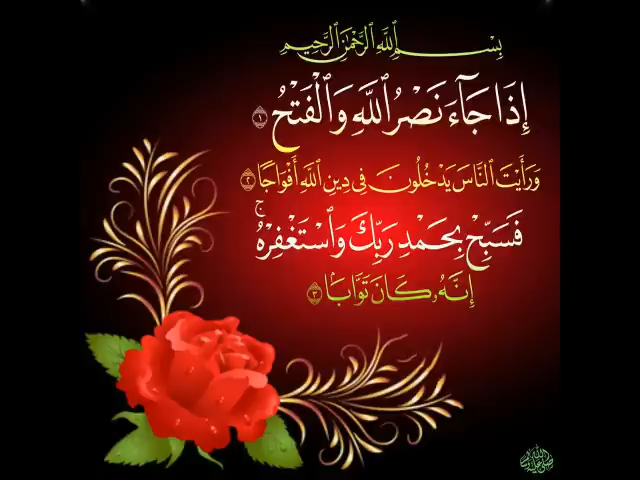 بِسْمِ ٱللَّهِ ٱلرَّحْمَٰنِ ٱلرَّحِيمِ
إِذَا جَآءَ نَصْرُ ٱللَّهِ وَٱلْفَتْحُ ١
وَرَأَيْتَ ٱلنَّاسَ يَدْخُلُونَ فِى دِينِ ٱللَّهِ أَفْوَاجًا ٢
فَسَبِّحْ بِحَمْدِ رَبِّكَ وَٱسْتَغْفِرْهُ ۚ
إِنَّهُۥ كَانَ تَوَّابًۢا ٣